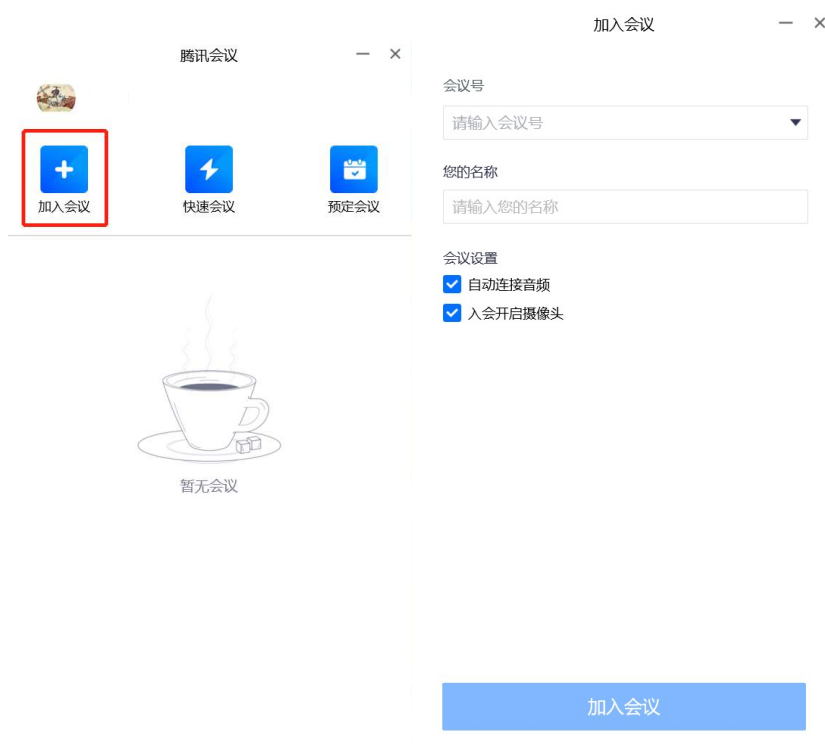 腾讯会议
加入会议
快速会议
预定会议
暂无会议
加入会议
会议号
请输入会议号
您的名称
请输入您的名称
会议设置
自动连接音频
入会开启摄像头
加入会议